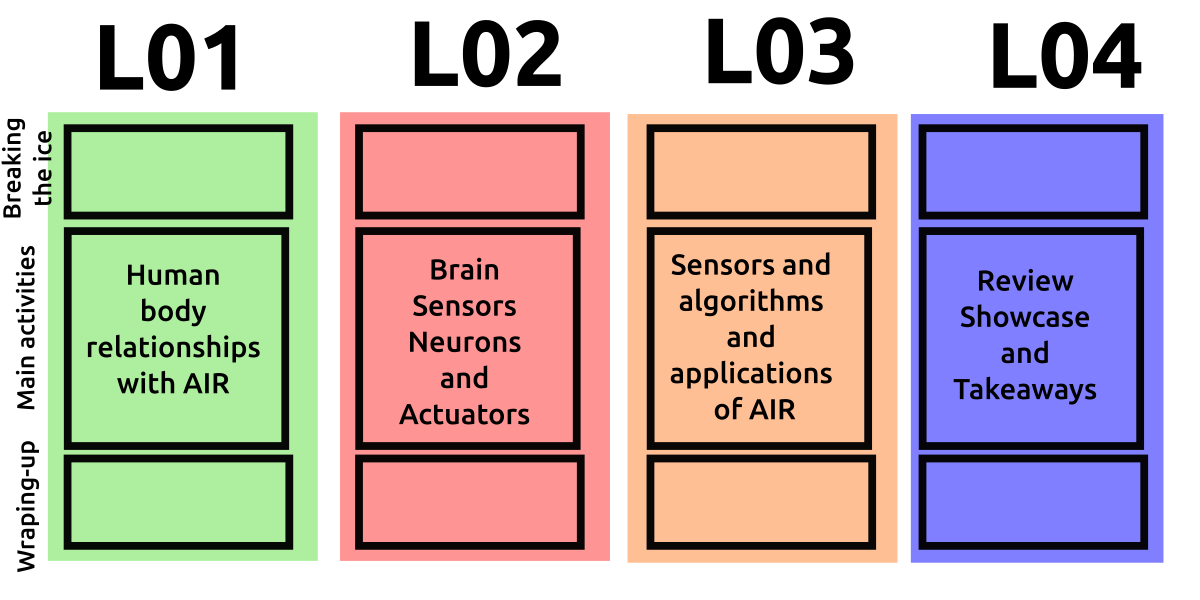 L01
L02
L03
L04
Breaking
the ice
Main activities
Human
body
relationships
with AIR
Brain
Sensors
Neurons
and
Actuators
Sensors and
algorithms
and
applications
of AIR
Review
Showcase
and
Takeaways
Wraping-up